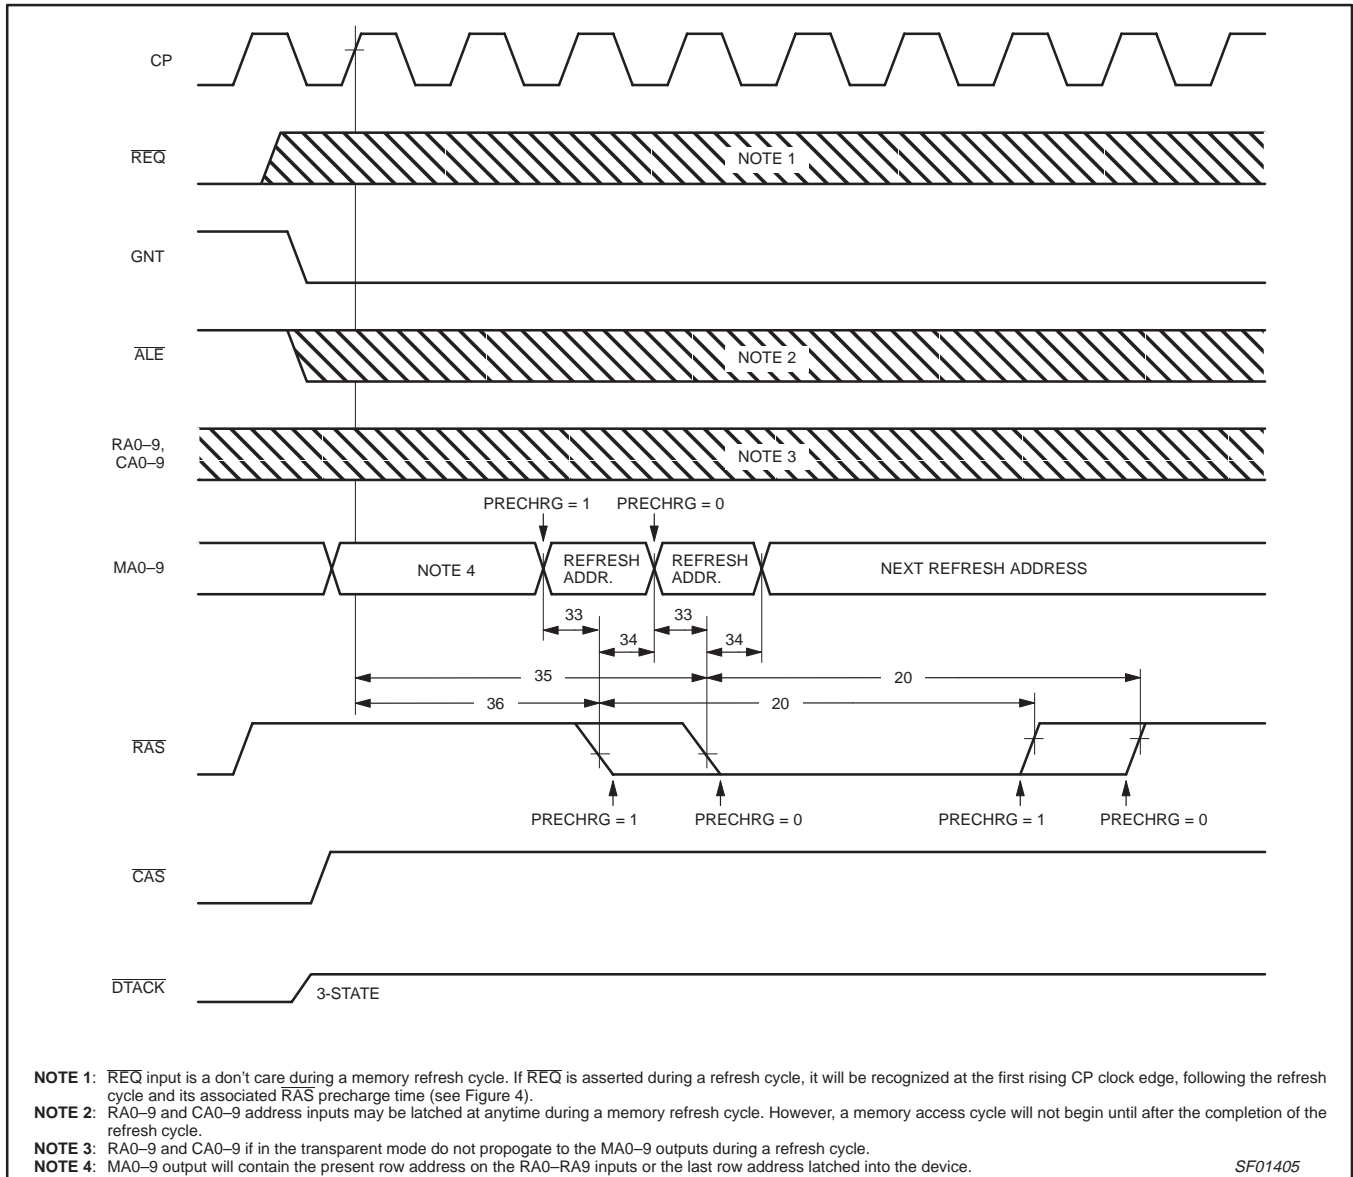 CP
REQ
NOTE 1
GNT
ALE
NOTE 2
RA0–9,
CA0–9
NOTE 3
PRECHRG = 1 PRECHRG = 0
MA0–9
NOTE 4
REFRESH
ADDR.
REFRESH
ADDR.
NEXT REFRESH ADDRESS
33 33
34 34
35 20
36 20
RAS
PRECHRG = 1 PRECHRG = 0 PRECHRG = 1 PRECHRG = 0
CAS
DTACK
3-STATE
NOTE 1: REQ input is a don't care during a memory refresh cycle. If REQ is asserted during a refresh cycle, it will be recognized at the first rising CP clock edge, following the refresh
cycle and its associated RAS precharge time (see Figure 4).
NOTE 2: RA0–9 and CA0–9 address inputs may be latched at anytime during a memory refresh cycle. However, a memory access cycle will not begin until after the completion of the
refresh cycle.
NOTE 3: RA0–9 and CA0–9 if in the transparent mode do not propogate to the MA0–9 outputs during a refresh cycle.
NOTE 4: MA0–9 output will contain the present row address on the RA0–RA9 inputs or the last row address latched into the device.
SF01405